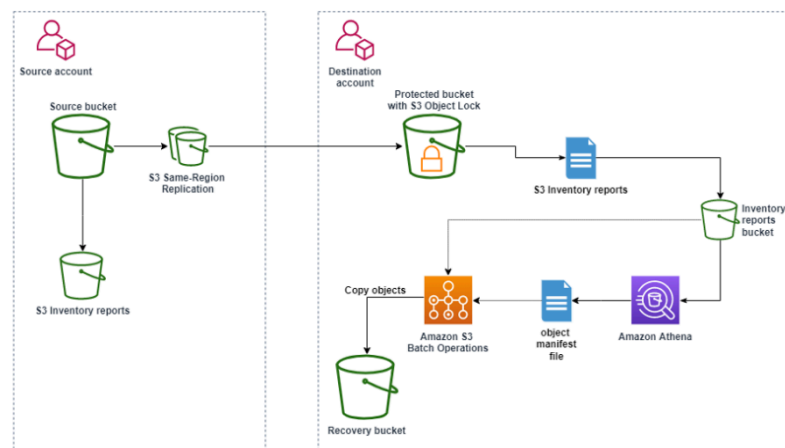 Source account
Source bucket
S3 Same-Region
Replication
S3 Inventory reports
Destination
account
Protected bucket
with S3 Object Lock
S3 Inventory reports
Inventory
reports
bucket
Copy objects
Amazon S3
Batch Operations
object
manifest
file
Amazon Athena
Recovery bucket